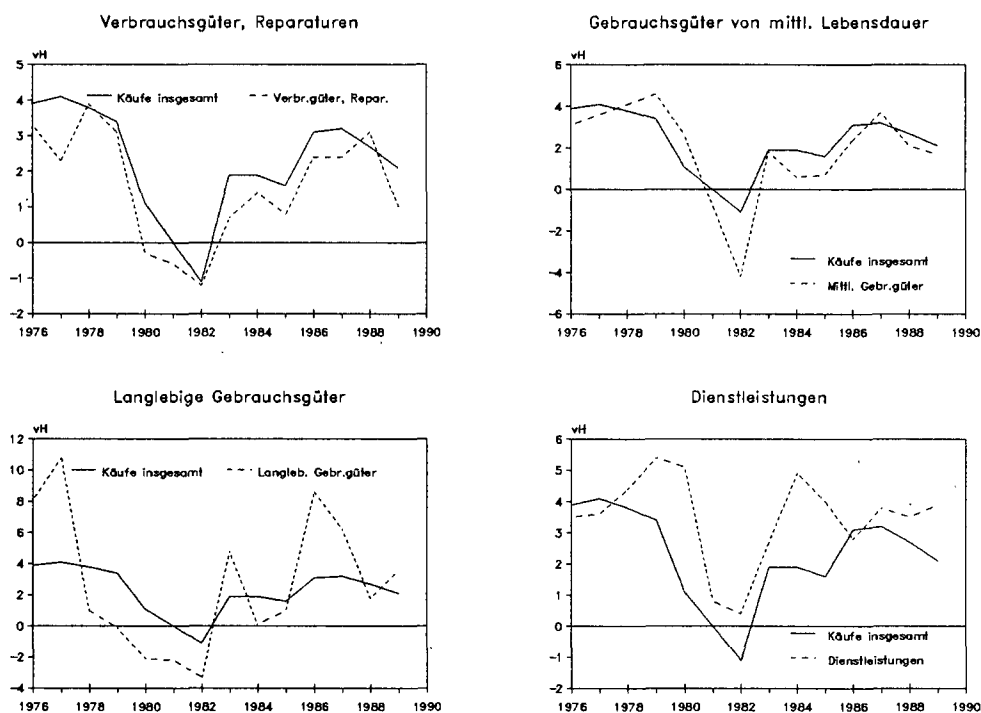 Verbrauchsgüter, Reparaturen
vH
5
4
3
2
1
0
-1
-2
Käufe insgesamt
Verbr.güter, Repar.
1976 1978 1980 1982 1984 1986 1988 1990
Gebrauchsgüter von mittl. Lebensdauer
vH
6
4
2
0
-2
-4
-6
Käufe insgesamt
Mittl. Gebr.güter
1976 1978 1980 1982 1984 1986 1988 1990
Langlebige Gebrauchsgüter
vH
12
10
8
6
4
2
0
-2
-4
Käufe insgesamt
Langleb. Gebr.güter
1976 1978 1980 1982 1984 1986 1988 1990
Dienstleistungen
vH
6
5
4
3
2
1
0
-1
-2
Käufe insgesamt
Dienstleistungen
1976 1978 1980 1982 1984 1986 1988 1990